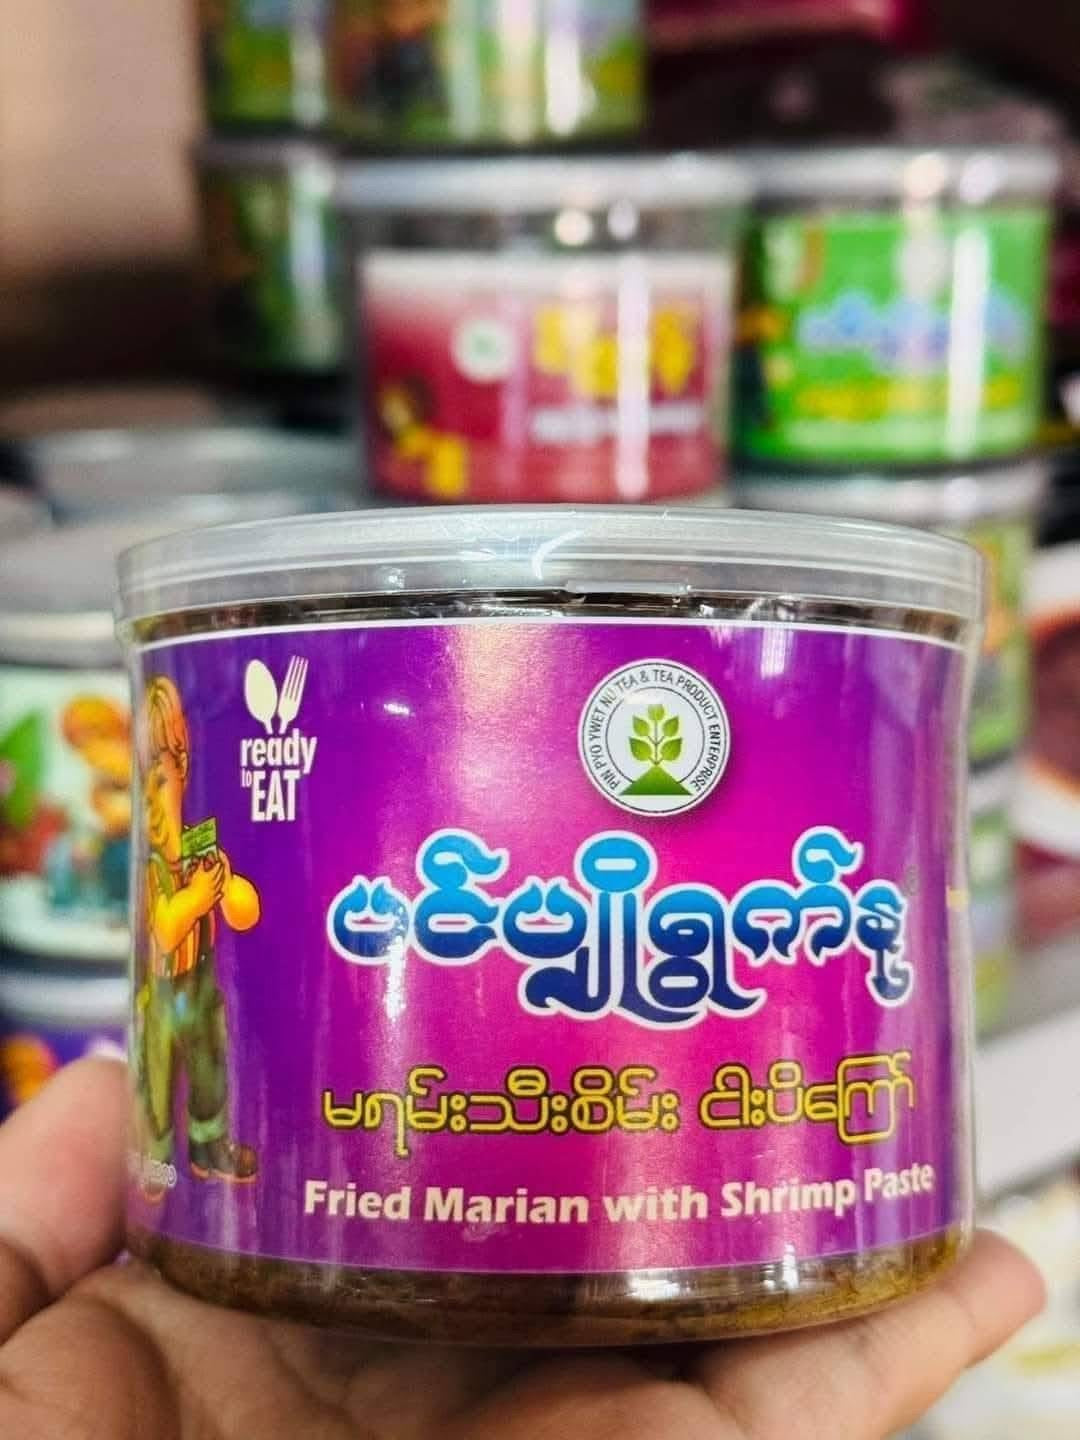 ready
to
EAT
PIN PYO YWET NU TEA & TEA PRODUCT ENTERPRISE
ပင်ပျိုရွက်နု
မရမ်းသီးစိမ်း ငါးပိကြော်
Fried Marian with Shrimp Paste